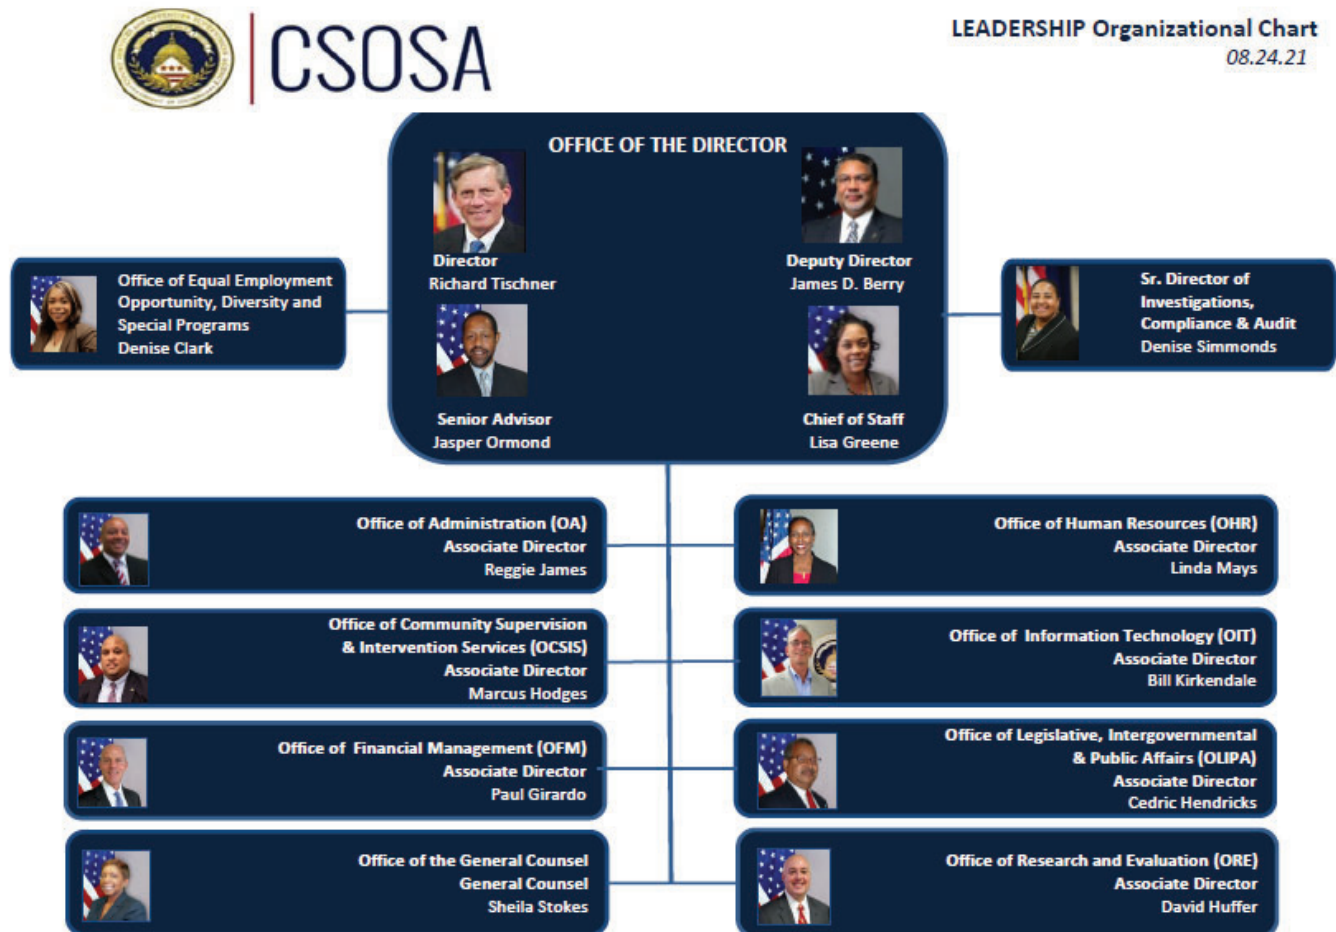 CSOSA
LEADERSHIP Organizational Chart
08.24.21
OFFICE OF THE DIRECTOR
Director
Richard Tischner
Deputy Director
James D. Berry
Senior Advisor
Jasper Ormond
Chief of Staff
Lisa Greene
Office of Equal Employment
Opportunity, Diversity and
Special Programs
Denise Clark
Sr. Director of
Investigations,
Compliance & Audit
Denise Simmonds
Office of Administration (OA)
Associate Director
Reggie James
Office of Human Resources (OHR)
Associate Director
Linda Mays
Office of Community Supervision
& Intervention Services (OCSIS)
Associate Director
Marcus Hodges
Office of Information Technology (OIT)
Associate Director
Bill Kirkendale
Office of Financial Management (OFM)
Associate Director
Paul Girardo
Office of Legislative, Intergovernmental
& Public Affairs (OLIPA)
Associate Director
Cedric Hendricks
Office of the General Counsel
General Counsel
Sheila Stokes
Office of Research and Evaluation (ORE)
Associate Director
David Huffer